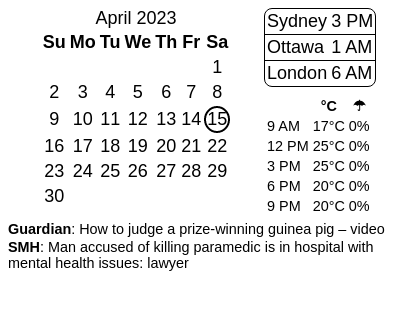 April 2023
Su Mo Tu We Th Fr Sa
1
2 3 4 5 6 7 8
9 10 11 12 13 14 15
16 17 18 19 20 21 22
23 24 25 26 27 28 29
30
Sydney 3 PM
Ottawa 1 AM
London 6 AM
°C ☂
9 AM 17°C 0%
12 PM 25°C 0%
3 PM 25°C 0%
6 PM 20°C 0%
9 PM 20°C 0%
Guardian: How to judge a prize-winning guinea pig – video
SMH: Man accused of killing paramedic is in hospital with
mental health issues: lawyer